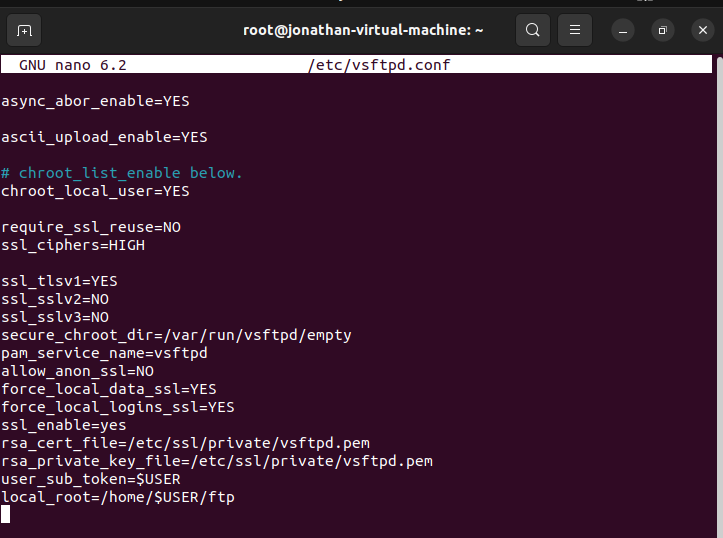 root@jonathan-virtual-machine: ~
GNU nano 6.2 /etc/vsftpd.conf
async_abor_enable=YES
ascii_upload_enable=YES
# chroot_list_enable below.
chroot_local_user=YES
require_ssl_reuse=NO
ssl_ciphers=HIGH
ssl_tlsv1=YES
ssl_sslv2=NO
ssl_sslv3=NO
secure_chroot_dir=/var/run/vsftpd/empty
pam_service_name=vsftpd
allow_anon_ssl=NO
force_local_data_ssl=YES
force_local_logins_ssl=YES
ssl_enable=yes
rsa_cert_file=/etc/ssl/private/vsftpd.pem
rsa_private_key_file=/etc/ssl/private/vsftpd.pem
user_sub_token=$USER
local_root=/home/$USER/ftp